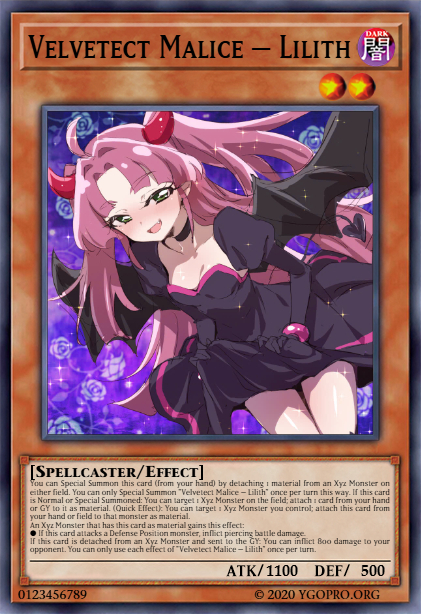 Velvetect Malice – Lilith
DARK
闇
[Spellcaster/Effect]
You can Special Summon this card (from your hand) by detaching 1 material from an Xyz Monster on
either field. You can only Special Summon "Velvetect Malice – Lilith" once per turn this way. If this card
is Normal or Special Summoned: You can target 1 Xyz Monster on the field; attach 1 card from your hand
or GY to it as material. (Quick Effect): You can target 1 Xyz Monster you control; attach this card from
your hand or field to that monster as material.
An Xyz Monster that has this card as material gains this effect:
● If this card attacks a Defense Position monster, inflict piercing battle damage.
If this card is detached from an Xyz Monster and sent to the GY: You can inflict 800 damage to your
opponent. You can only use each effect of "Velvetect Malice – Lilith" once per turn.
ATK/1100 DEF/ 500
0123456789 © 2020 YGOPRO.ORG